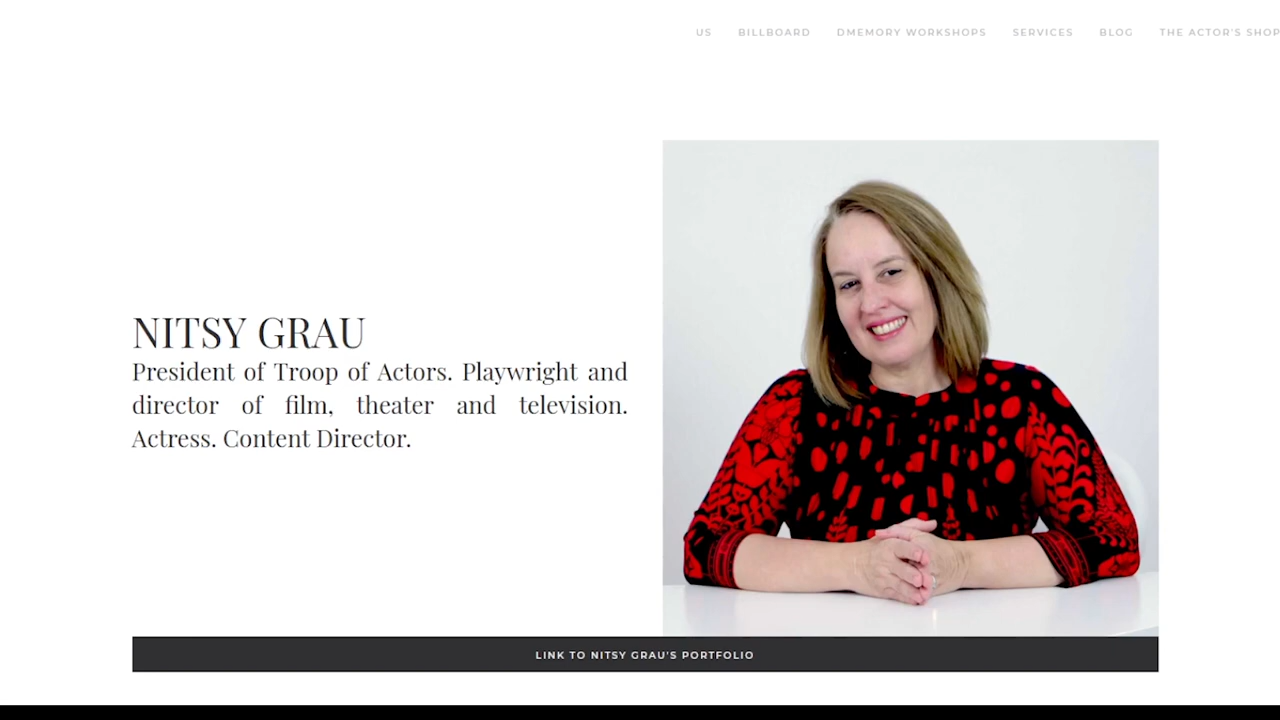 US BILLBOARD DMEMORY WORKSHOPS SERVICES BLOG THE ACTOR'S SHOP
NITSY GRAU
President of Troop of Actors. Playwright and
director of film, theater and television.
Actress. Content Director.
LINK TO NITSY GRAU'S PORTFOLIO